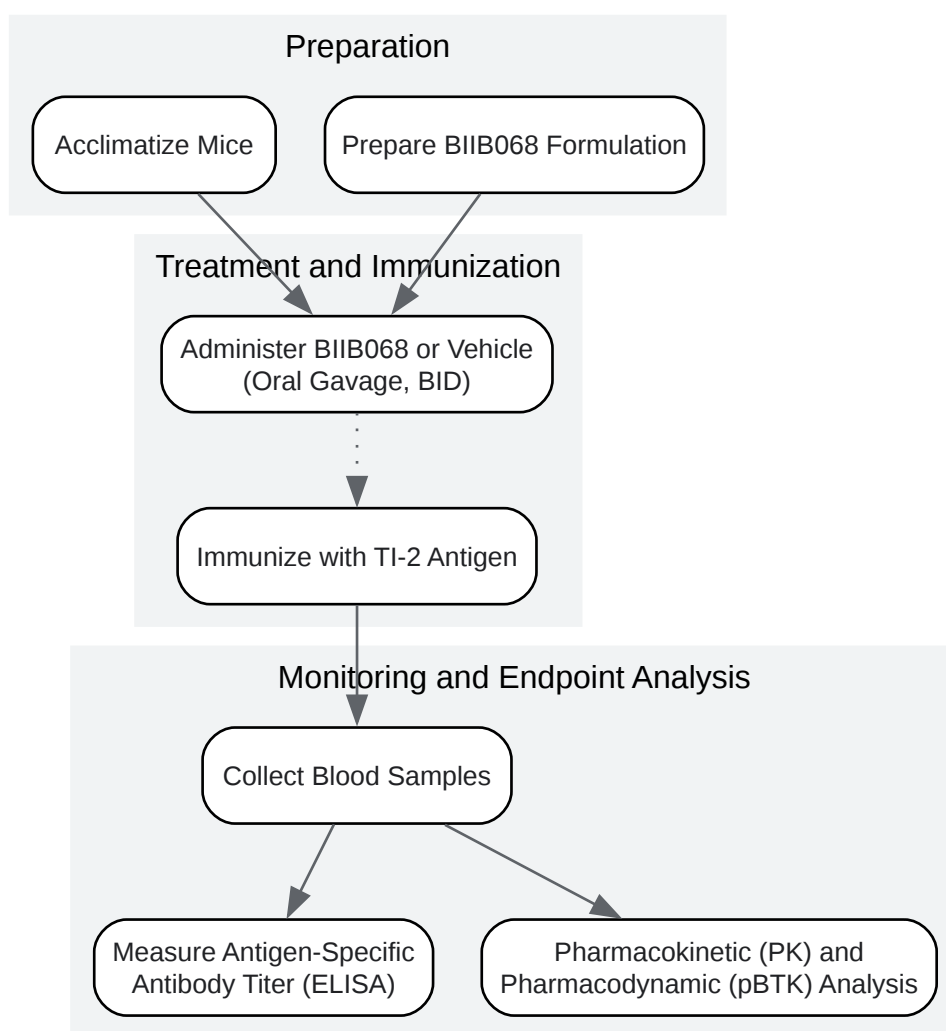 Preparation
Acclimatize Mice
Prepare BIIB068 Formulation
Treatment and Immunization
Administer BIIB068 or Vehicle
(Oral Gavage, BID)
Immunize with TI-2 Antigen
Monitoring and Endpoint Analysis
Collect Blood Samples
Measure Antigen-Specific
Antibody Titer (ELISA)
Pharmacokinetic (PK) and
Pharmacodynamic (pBTK) Analysis